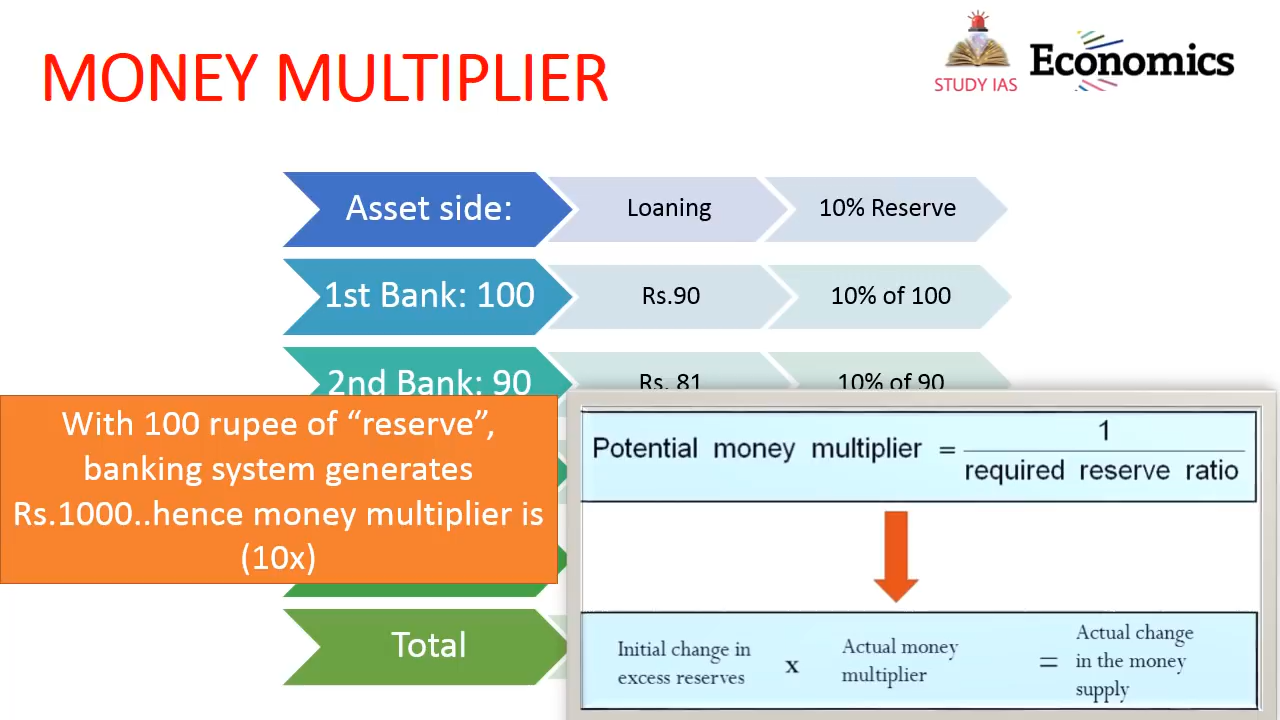 MONEY MULTIPLIER
STUDY IAS
Economics
Asset side:
Loaning
10% Reserve
1st Bank: 100
Rs.90
10% of 100
2nd Bank: 90
Rs. 81
10% of 90
With 100 rupee of “reserve”,
banking system generates
Rs.1000..hence money multiplier is
(10x)
Potential money multiplier = 1
required reserve ratio
Initial change in
excess reserves
x
Actual money
multiplier
=
Actual change
in the money
supply
Total